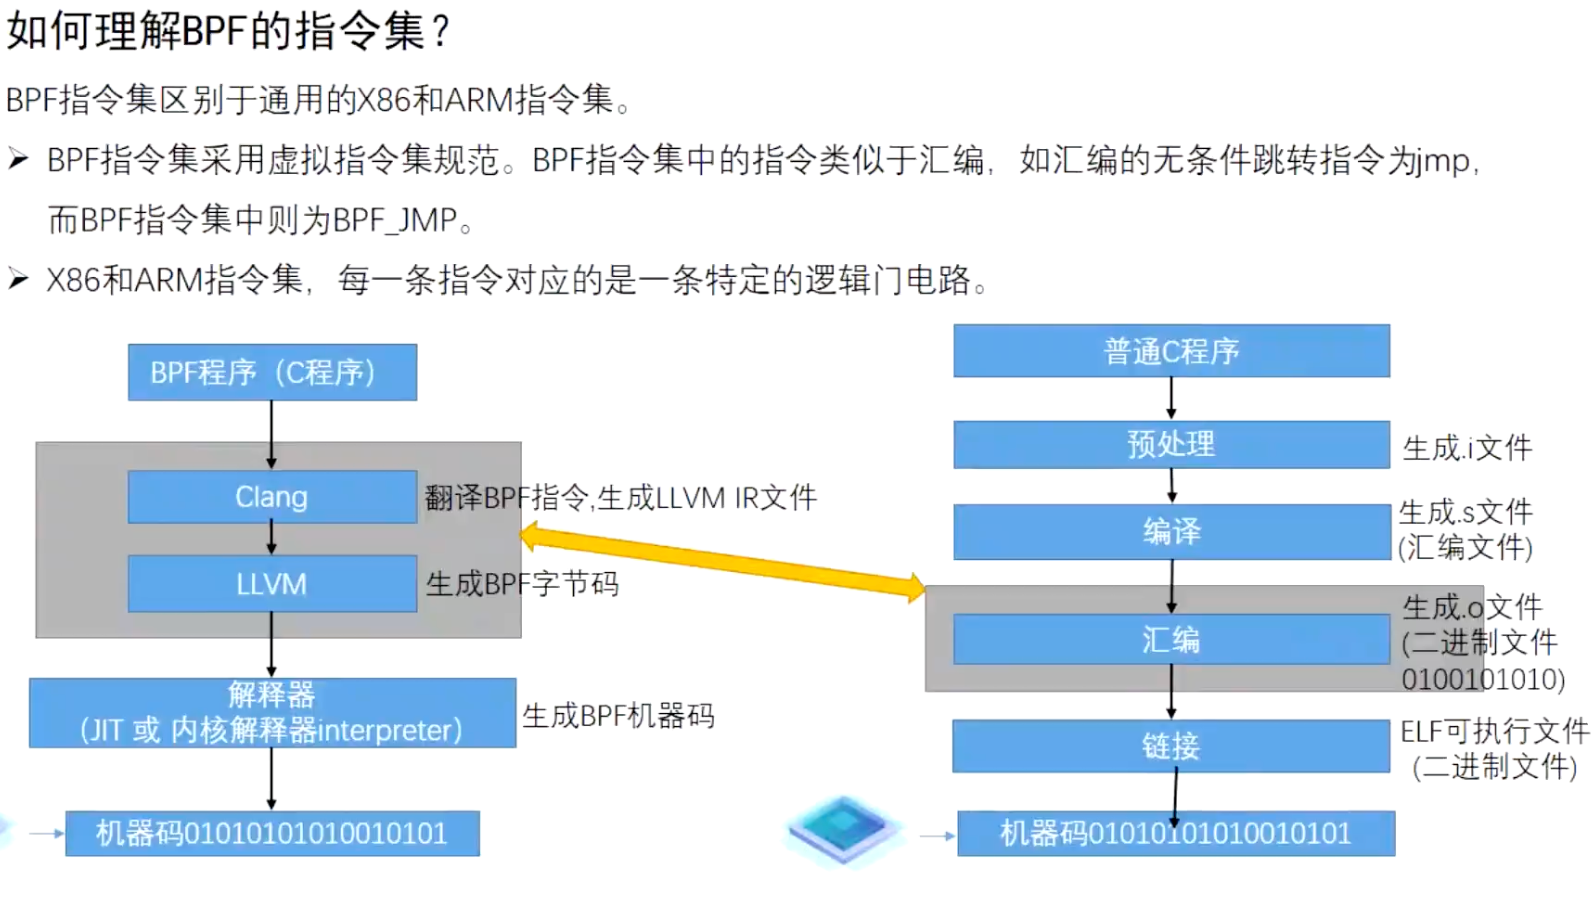 如何理解BPF的指令集？
BPF指令集区别于通用的X86和ARM指令集。
➢ BPF指令集采用虚拟指令集规范。BPF指令集中的指令类似于汇编，如汇编的无条件跳转指令为jmp，
而BPF指令集中则为BPF_JMP。
➢ X86和ARM指令集，每一条指令对应的是一条特定的逻辑门电路。
BPF程序（C程序）
Clang
翻译BPF指令,生成LLVM IR文件
LLVM
生成BPF字节码
解释器
（JIT 或 内核解释器interpreter）
生成BPF机器码
机器码01010101010010101
普通C程序
预处理
生成.i文件
编译
生成.s文件
(汇编文件)
汇编
生成.o文件
(二进制文件
0100101010)
链接
ELF可执行文件
(二进制文件)
机器码01010101010010101